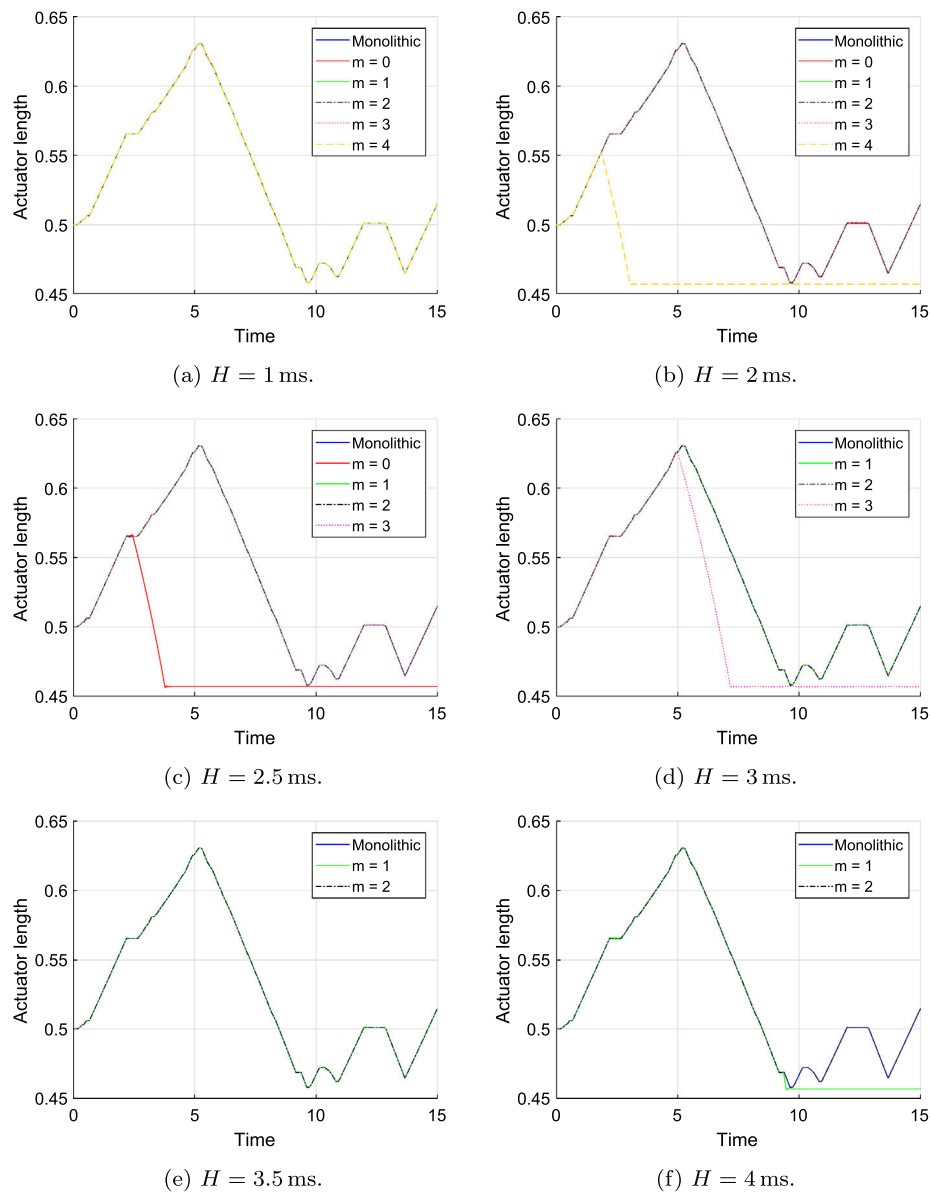 0.65
0.6
0.55
0.5
0.45
Actuator length
0 5 10 15
Time
Monolithic
m = 0
m = 1
m = 2
m = 3
m = 4
(a) H = 1 ms.
0.65
0.6
0.55
0.5
0.45
Actuator length
0 5 10 15
Time
Monolithic
m = 0
m = 1
m = 2
m = 3
m = 4
(b) H = 2 ms.
0.65
0.6
0.55
0.5
0.45
Actuator length
0 5 10 15
Time
Monolithic
m = 0
m = 1
m = 2
m = 3
(c) H = 2.5 ms.
0.65
0.6
0.55
0.5
0.45
Actuator length
0 5 10 15
Time
Monolithic
m = 1
m = 2
m = 3
(d) H = 3 ms.
0.65
0.6
0.55
0.5
0.45
Actuator length
0 5 10 15
Time
Monolithic
m = 1
m = 2
(e) H = 3.5 ms.
0.65
0.6
0.55
0.5
0.45
Actuator length
0 5 10 15
Time
Monolithic
m = 1
m = 2
(f) H = 4 ms.